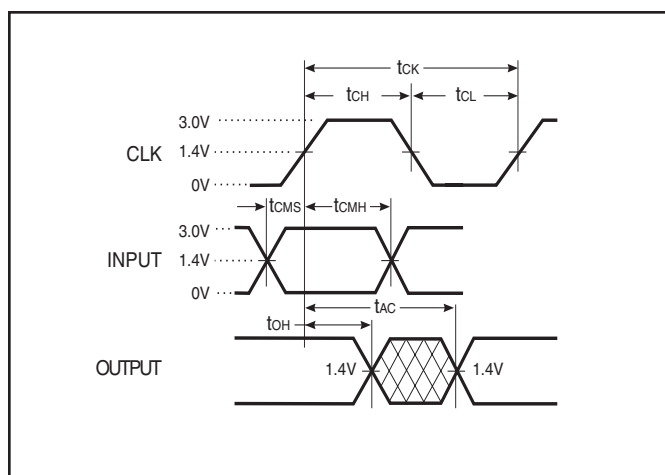 tCK
tCH tCL
3.0V
CLK 1.4V
0V
tCMS tCMH
3.0V
INPUT 1.4V
0V
tAC
tOH
OUTPUT 1.4V 1.4V